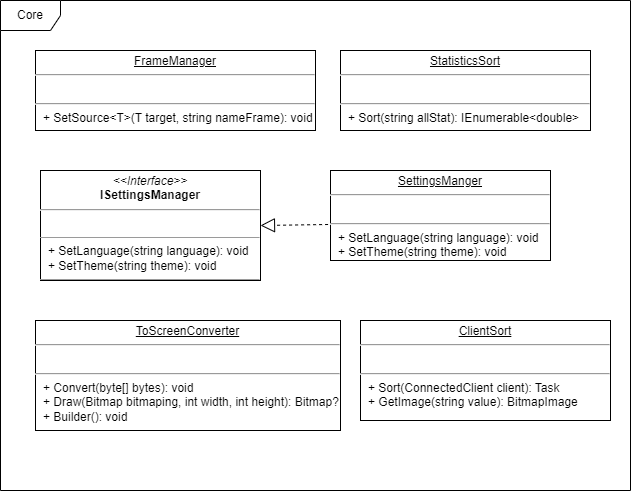 Core
FrameManager
+ SetSource<T>(T target, string nameFrame): void
StatisticsSort
+ Sort(string allStat): IEnumerable<double>
<<Interface>>
ISettingsManager
+ SetLanguage(string language): void
+ SetTheme(string theme): void
SettingsManger
+ SetLanguage(string language): void
+ SetTheme(string theme): void
ToScreenConverter
+ Convert(byte[] bytes): void
+ Draw(Bitmap bitmaping, int width, int height): Bitmap?
+ Builder(): void
ClientSort
+ Sort(ConnectedClient client): Task
+ GetImage(string value): BitmapImage